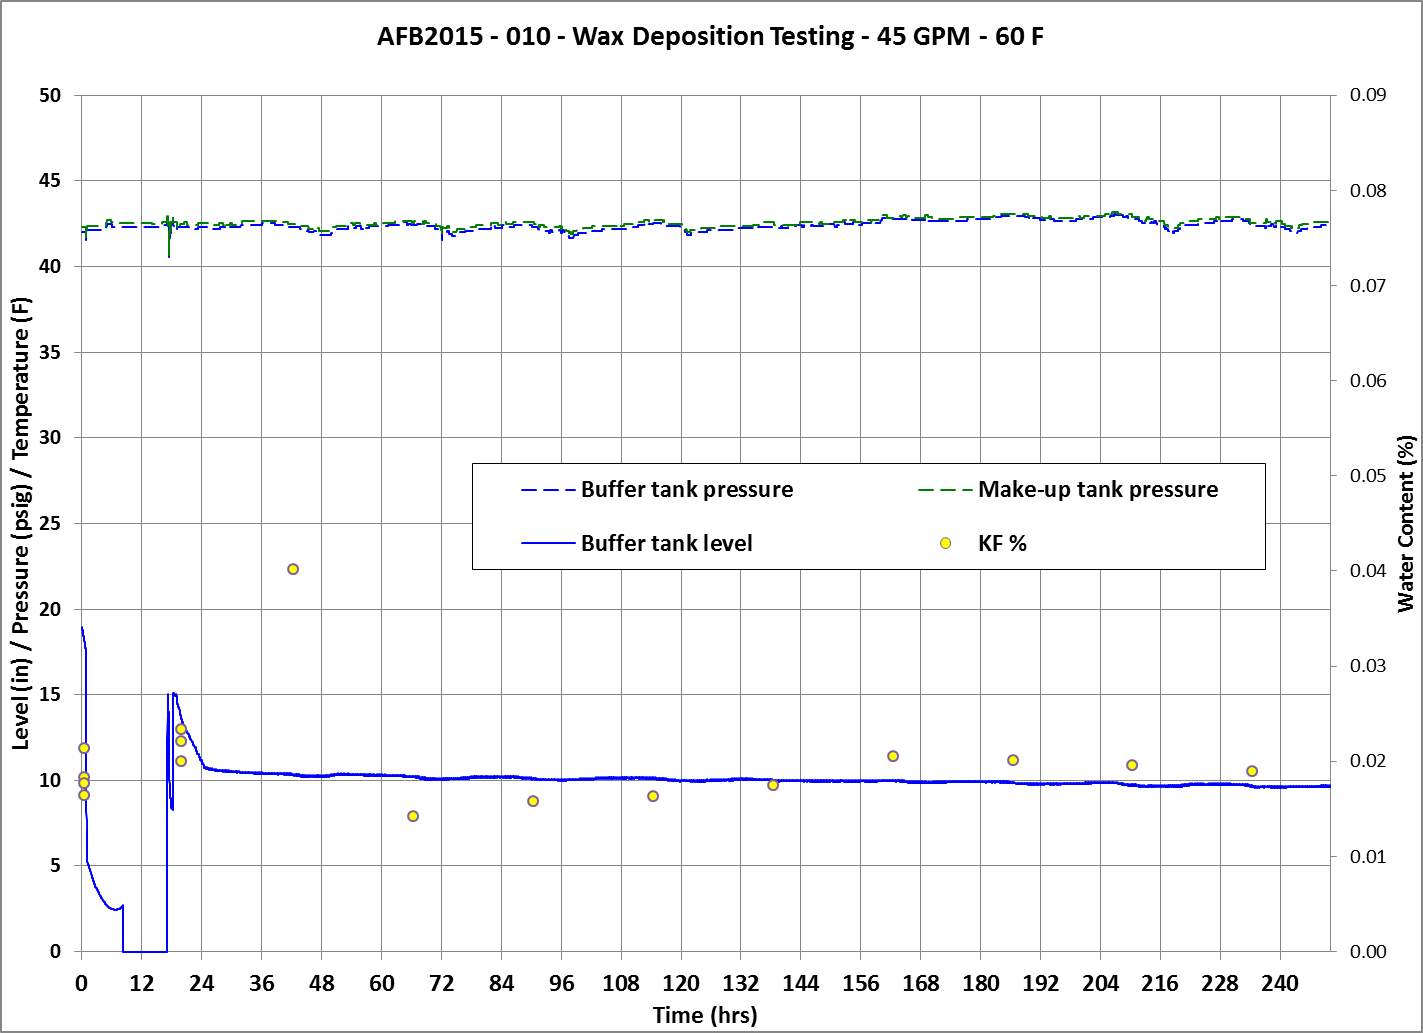 AFB2015 - 010 - Wax Deposition Testing - 45 GPM - 60 F
50
45
40
35
30
25
20
15
10
5
0
Level (in) / Pressure (psig) / Temperature (F)
0.09
0.08
0.07
0.06
0.05
0.04
0.03
0.02
0.01
0.00
Water Content (%)
Buffer tank pressure
Make-up tank pressure
Buffer tank level
KF %
0 12 24 36 48 60 72 84 96 108 120 132 144 156 168 180 192 204 216 228 240
Time (hrs)